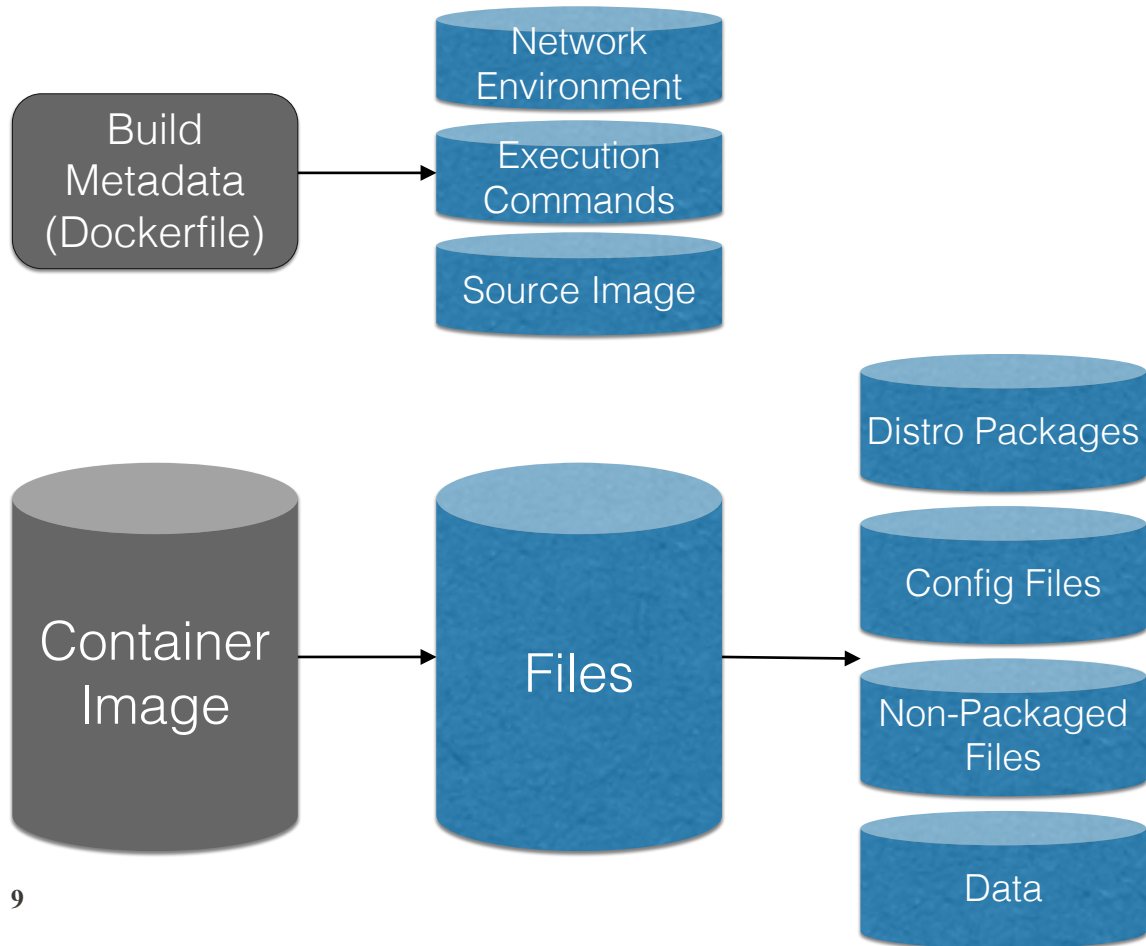 Build
Metadata
(Dockerfile)
Network
Environment
Execution
Commands
Source Image
Container
Image
Files
Distro Packages
Config Files
Non-Packaged
Files
Data
9